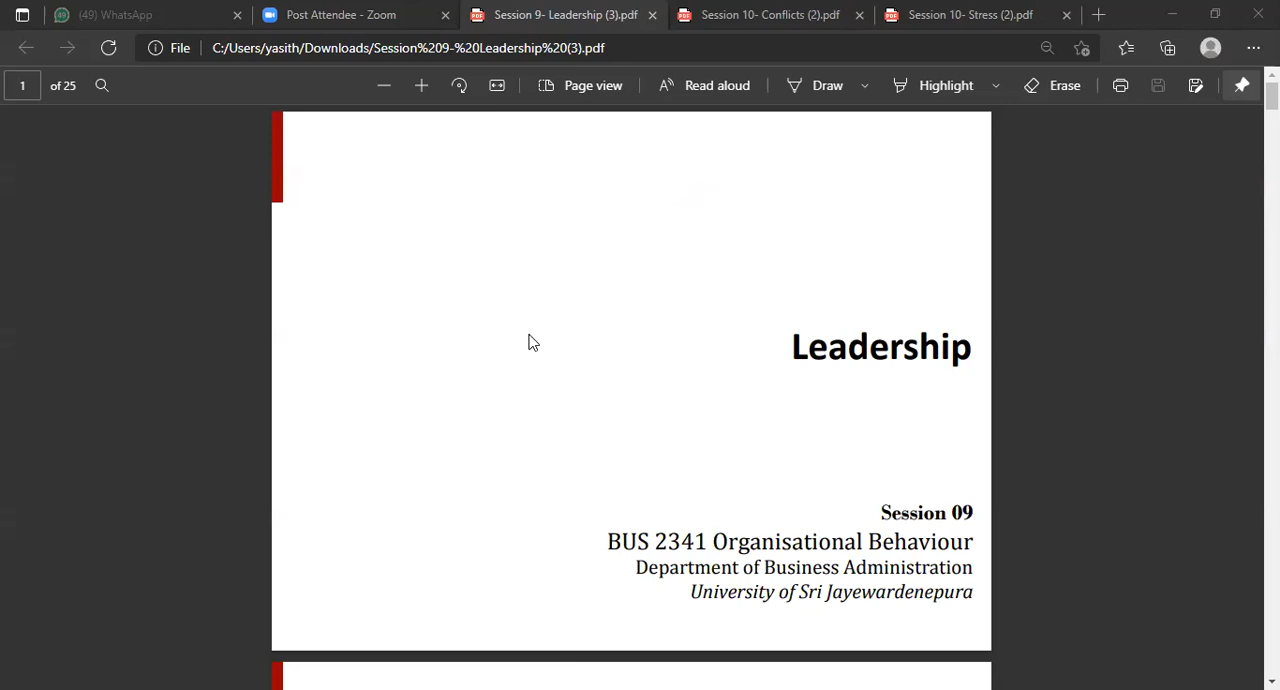 49 (49) WhatsApp
Post Attendee - Zoom
Session 9- Leadership (3).pdf
Session 10- Conflicts (2).pdf
Session 10- Stress (2).pdf
File
C:/Users/yasith/Downloads/Session%209-%20Leadership%20(3).pdf
1 of 25
Page view
Read aloud
Draw
Highlight
Erase
Leadership
Session 09
BUS 2341 Organisational Behaviour
Department of Business Administration
University of Sri Jayewardenepura